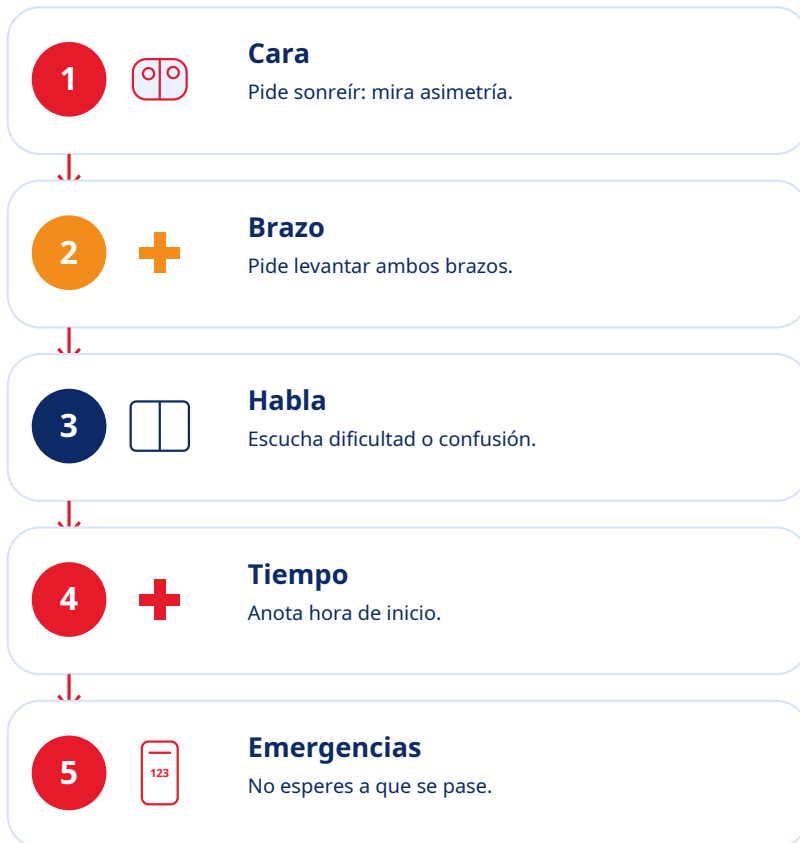 1
Cara
Pide sonreír: mira asimetría.
2
Brazo
Pide levantar ambos brazos.
3
Habla
Escucha dificultad o confusión.
4
Tiempo
Anota hora de inicio.
5
123
Emergencias
No esperes a que se pase.